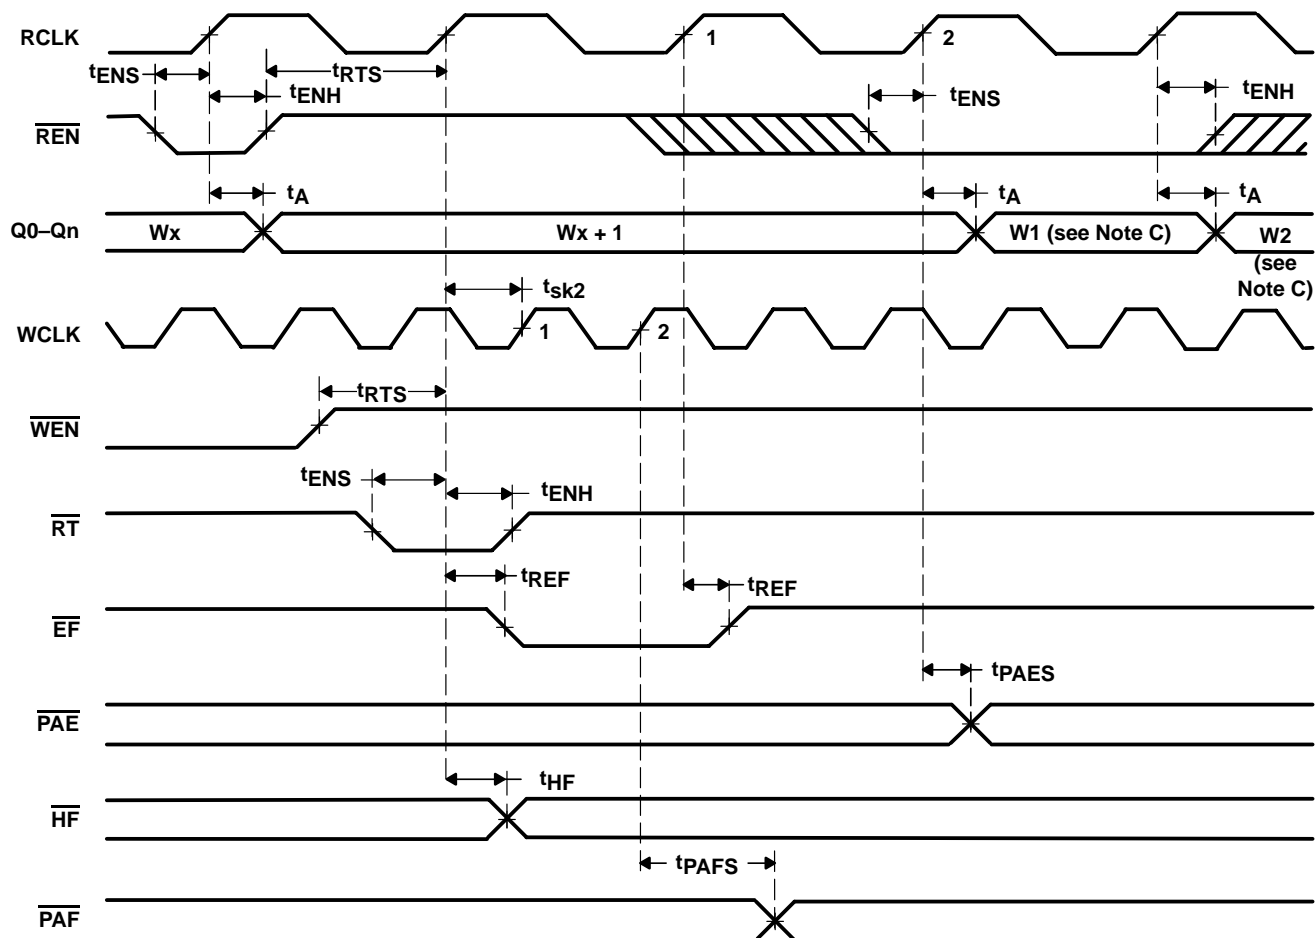 RCLK
1
2
tENS
tRTS
tENH
tENS
tENH
REN
tA
tA
tA
Q0–Qn
Wx
Wx + 1
W1 (see Note C)
W2
(see
Note C)
tsk2
WCLK
1
2
tRTS
WEN
tENS
tENH
RT
tREF
tREF
EF
tPAES
PAE
tHF
HF
tPAFS
PAF